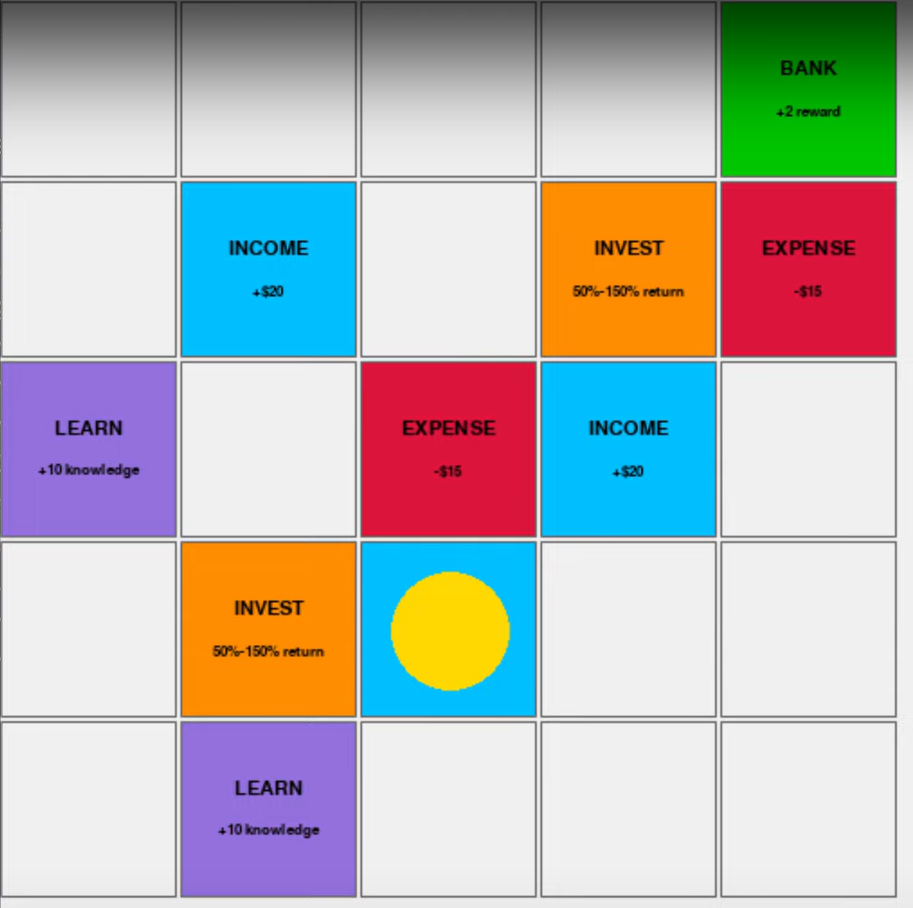 BANK
+2 reward
INCOME
+$20
INVEST
50%-150% return
EXPENSE
-$15
LEARN
+10 knowledge
EXPENSE
-$15
INCOME
+$20
INVEST
50%-150% return
LEARN
+10 knowledge